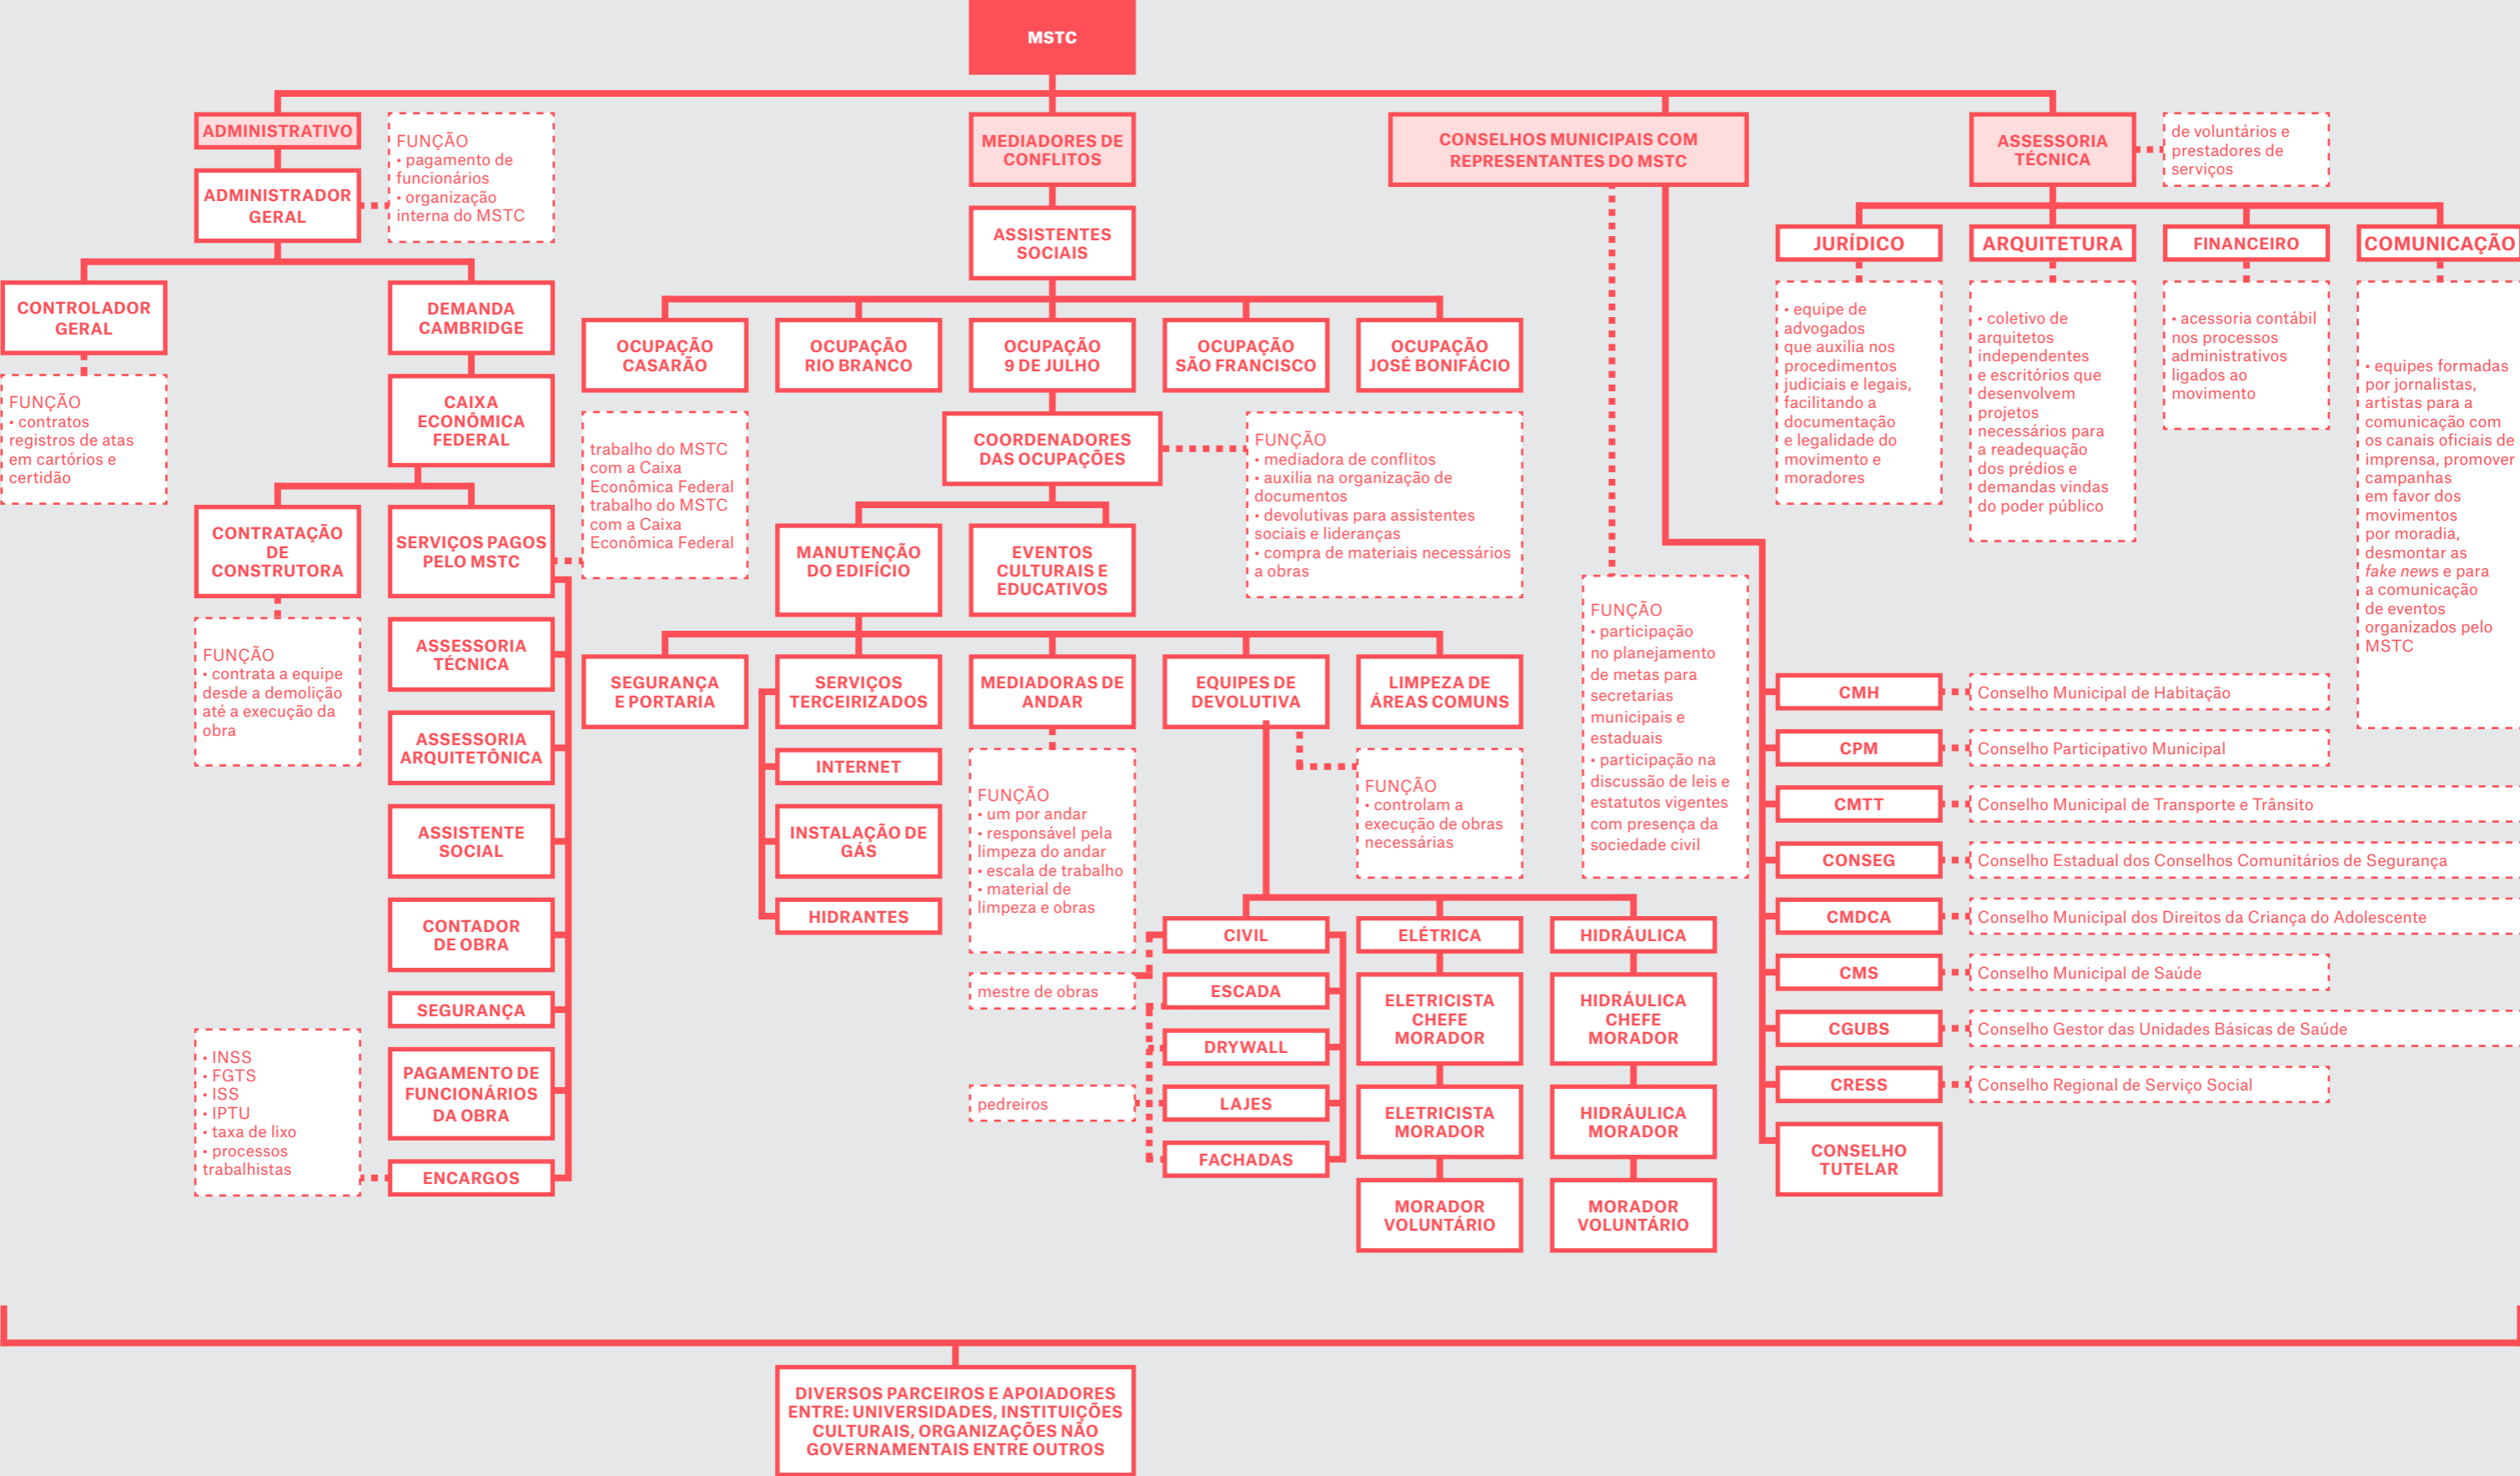 MSTC
ADMINISTRATIVO
FUNÇÃO
• pagamento de
funcionários
• organização
interna do MSTC
ADMINISTRADOR
GERAL
CONTROLADOR
GERAL
FUNÇÃO
• contratos
registros de atas
em cartórios e
certidão
DEMANDA
CAMBRIDGE
CAIXA
ECONÔMICA
FEDERAL
CONTRATAÇÃO
DE
CONSTRUTORA
FUNÇÃO
• contrata a equipe
desde a demolição
até a execução da
obra
SERVIÇOS PAGOS
PELO MSTC
trabalho do MSTC
com a Caixa
Econômica Federal
trabalho do MSTC
com a Caixa
Econômica Federal
ASSESSORIA
TÉCNICA
ASSESSORIA
ARQUITETÔNICA
ASSISTENTE
SOCIAL
CONTADOR
DE OBRA
SEGURANÇA
PAGAMENTO DE
FUNCIONÁRIOS
DA OBRA
ENCARGOS
• INSS
• FGTS
• ISS
• IPTU
• taxa de lixo
• processos
trabalhistas
MEDIADORES DE
CONFLITOS
ASSISTENTES
SOCIAIS
OCUPAÇÃO
CASARÃO
OCUPAÇÃO
RIO BRANCO
OCUPAÇÃO
9 DE JULHO
OCUPAÇÃO
SÃO FRANCISCO
OCUPAÇÃO
JOSÉ BONIFÁCIO
COORDENADORES
DAS OCUPAÇÕES
FUNÇÃO
• mediadora de conflitos
• auxilia na organização de
documentos
• devolutivas para assistentes
sociais e lideranças
• compra de materiais necessários
a obras
MANUTENÇÃO
DO EDIFÍCIO
EVENTOS
CULTURAIS E
EDUCATIVOS
SEGURANÇA
E PORTARIA
SERVIÇOS
TERCEIRIZADOS
INTERNET
INSTALAÇÃO DE
GÁS
HIDRANTES
MEDIADORAS DE
ANDAR
FUNÇÃO
• um por andar
• responsável pela
limpeza do andar
• escala de trabalho
• material de
limpeza e obras
EQUIPES DE
DEVOLUTIVA
FUNÇÃO
• controlam a
execução de obras
necessárias
LIMPEZA DE
ÁREAS COMUNS
CIVIL
mestre de obras
ESCADA
DRYWALL
pedreiros
LAJES
FACHADAS
ELÉTRICA
ELETRICISTA
CHEFE
MORADOR
ELETRICISTA
MORADOR
MORADOR
VOLUNTÁRIO
HIDRÁULICA
HIDRÁULICA
CHEFE
MORADOR
HIDRÁULICA
MORADOR
MORADOR
VOLUNTÁRIO
CONSELHOS MUNICIPAIS COM
REPRESENTANTES DO MSTC
FUNÇÃO
• participação
no planejamento
de metas para
secretarias
municipais e
estaduais
• participação na
discussão de leis e
estatutos vigentes
com presença da
sociedade civil
CMH
Conselho Municipal de Habitação
CPM
Conselho Participativo Municipal
CMTT
Conselho Municipal de Transporte e Trânsito
CONSEG
Conselho Estadual dos Conselhos Comunitários de Segurança
CMDCA
Conselho Municipal dos Direitos da Criança do Adolescente
CMS
Conselho Municipal de Saúde
CGUBS
Conselho Gestor das Unidades Básicas de Saúde
CRESS
Conselho Regional de Serviço Social
CONSELHO
TUTELAR
ASSESSORIA
TÉCNICA
de voluntários e
prestadores de
serviços
JURÍDICO
• equipe de
advogados
que auxilia nos
procedimentos
judiciais e legais,
facilitando a
documentação
e legalidade do
movimento e
moradores
ARQUITETURA
• coletivo de
arquitetos
independentes
e escritórios que
desenvolvem
projetos
necessários para
a readequação
dos prédios e
demandas vindas
do poder público
FINANCEIRO
• acessoria contábil
nos processos
administrativos
ligados ao
movimento
COMUNICAÇÃO
• equipes formadas
por jornalistas,
artistas para a
comunicação com
os canais oficiais de
imprensa, promover
campanhas
em favor dos
movimentos
por moradia,
desmontar as
fake news e para
a comunicação
de eventos
organizados pelo
MSTC
DIVERSOS PARCEIROS E APOIADORES
ENTRE: UNIVERSIDADES, INSTITUIÇÕES
CULTURAIS, ORGANIZAÇÕES NÃO
GOVERNAMENTAIS ENTRE OUTROS